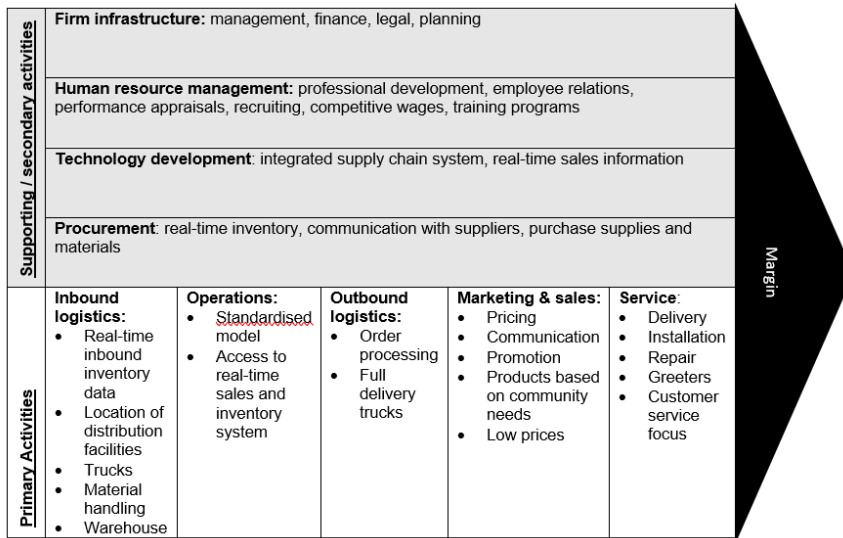 Supporting / secondary activities
Firm infrastructure: management, finance, legal, planning
Human resource management: professional development, employee relations,
performance appraisals, recruiting, competitive wages, training programs
Technology development: integrated supply chain system, real-time sales information
Procurement: real-time inventory, communication with suppliers, purchase supplies and
materials
Primary Activities
Inbound
logistics:
• Real-time
inbound
inventory
data
• Location of
distribution
facilities
• Trucks
• Material
handling
• Warehouse
Operations:
• Standardised
model
• Access to
real-time
sales and
inventory
system
Outbound
logistics:
• Order
processing
• Full
delivery
trucks
Marketing & sales:
• Pricing
• Communication
• Promotion
• Products based
on community
needs
• Low prices
Service:
• Delivery
• Installation
• Repair
• Greeters
• Customer
service
focus
Margin